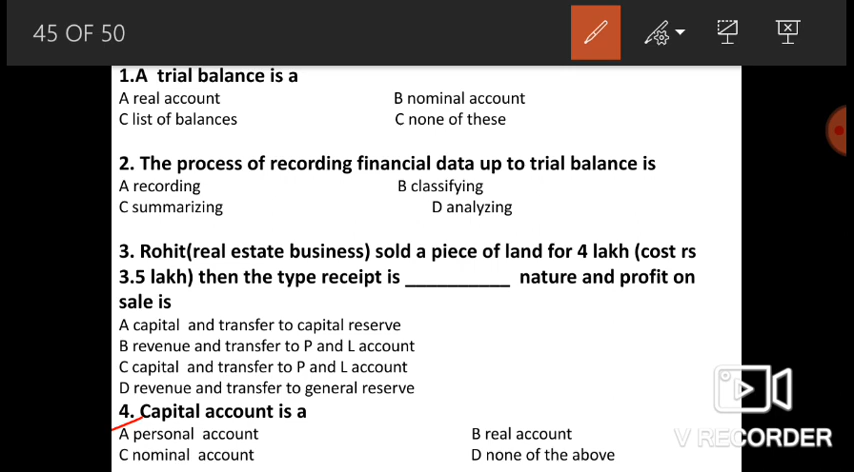 45 OF 50
1.A trial balance is a
A real account B nominal account
C list of balances C none of these
2. The process of recording financial data up to trial balance is
A recording B classifying
C summarizing D analyzing
3. Rohit(real estate business) sold a piece of land for 4 lakh (cost rs
3.5 lakh) then the type receipt is __________ nature and profit on
sale is
A capital and transfer to capital reserve
B revenue and transfer to P and L account
C capital and transfer to P and L account
D revenue and transfer to general reserve
4. Capital account is a
A personal account B real account
C nominal account D none of the above
V RECORDER